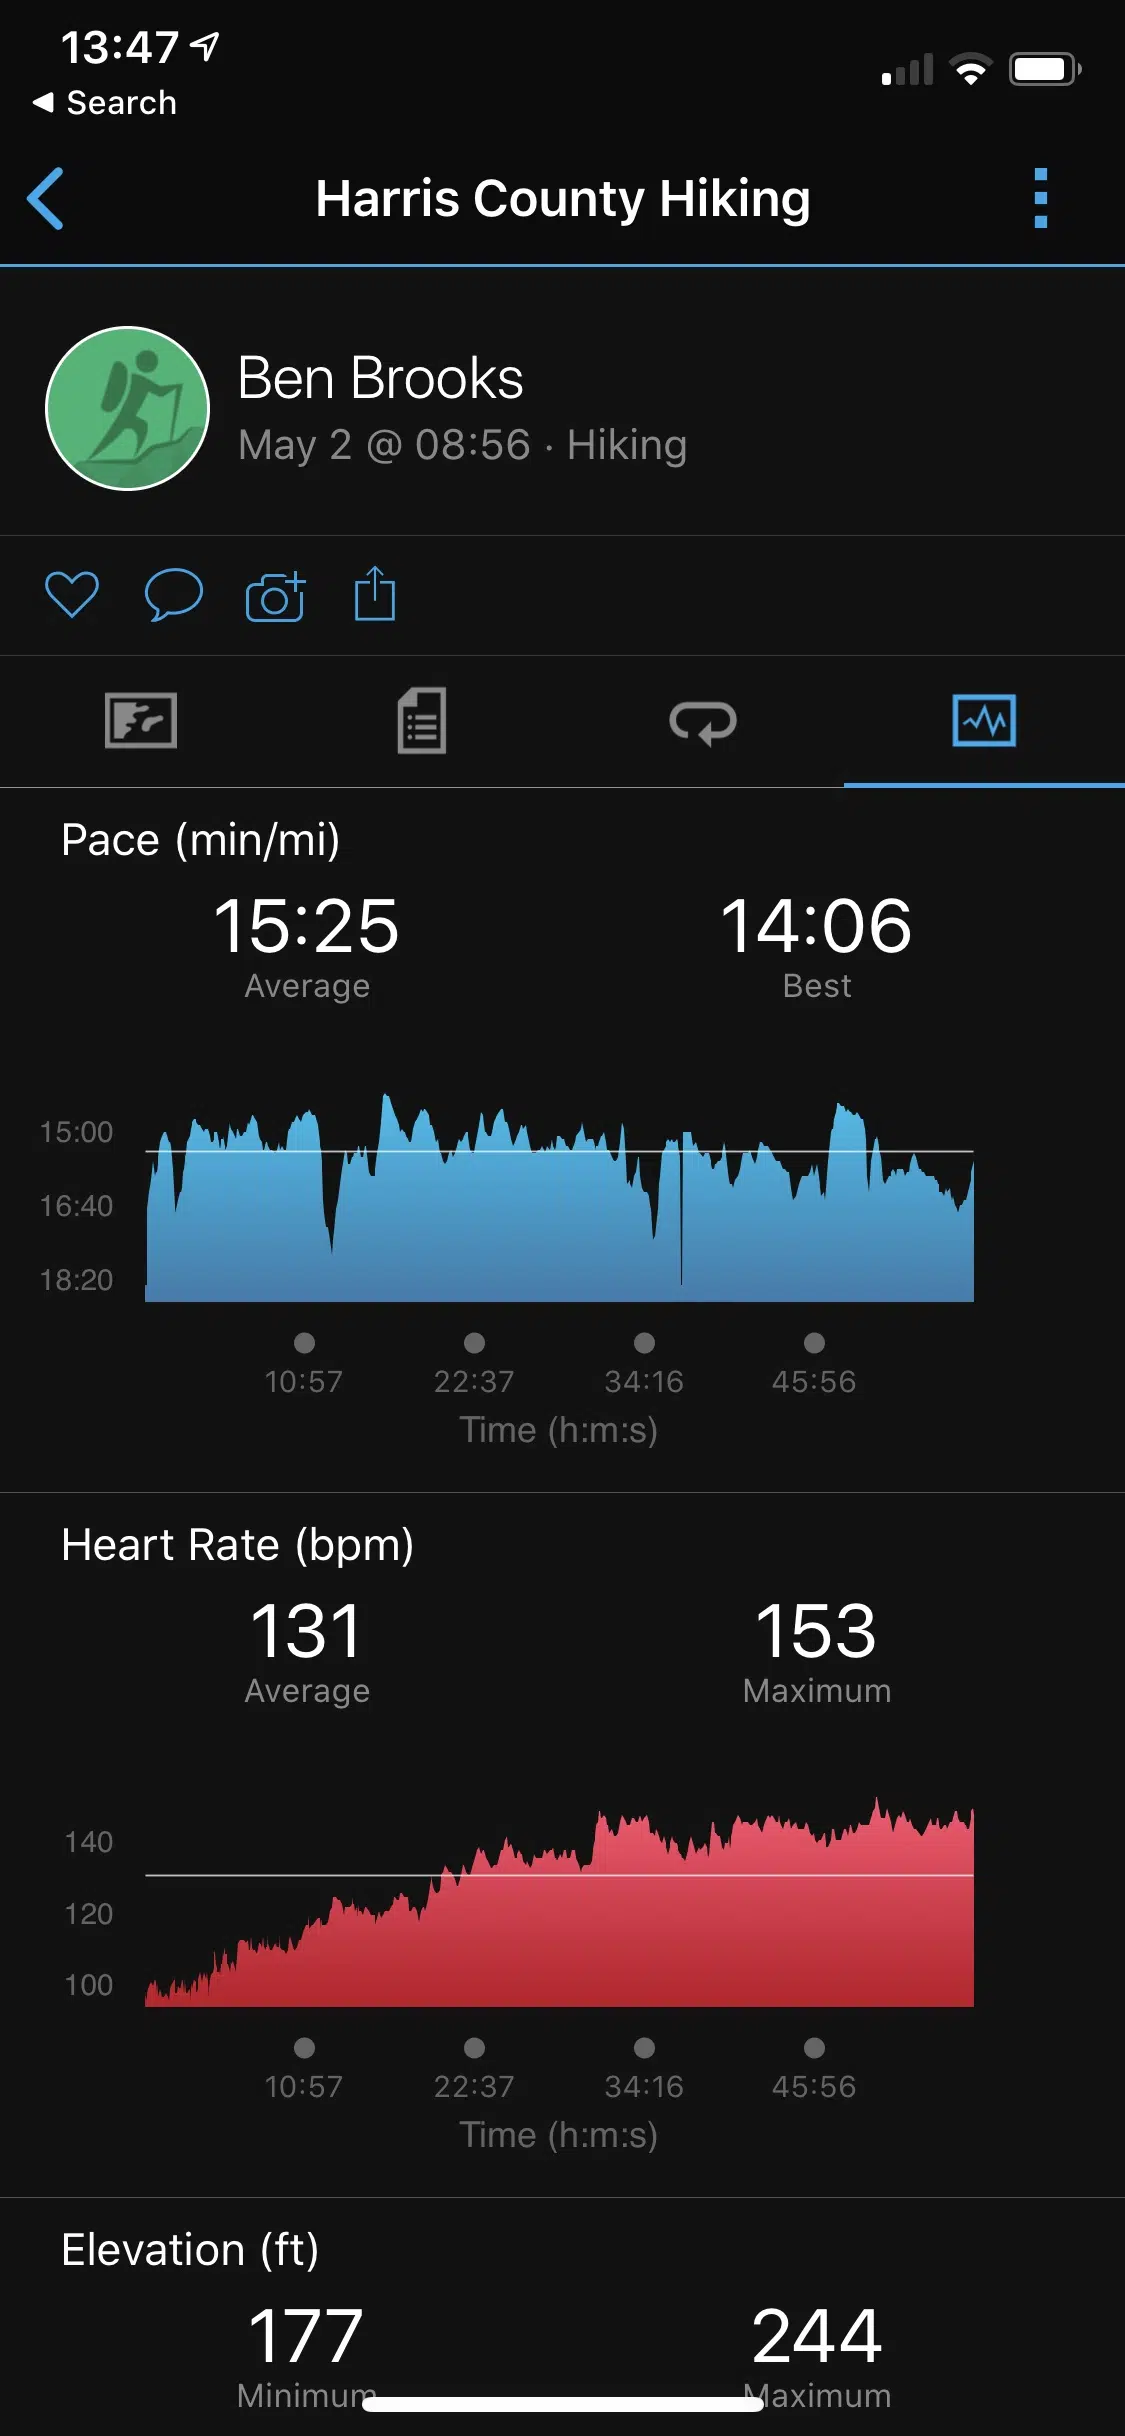 13:47
Search
Harris County Hiking
Ben Brooks
May 2 @ 08:56 · Hiking
Pace (min/mi)
15:25 14:06
Average Best
15:00
16:40
18:20
10:57 22:37 34:16 45:56
Time (h:m:s)
Heart Rate (bpm)
131 153
Average Maximum
140
120
100
10:57 22:37 34:16 45:56
Time (h:m:s)
Elevation (ft)
177 244
Minimum Maximum